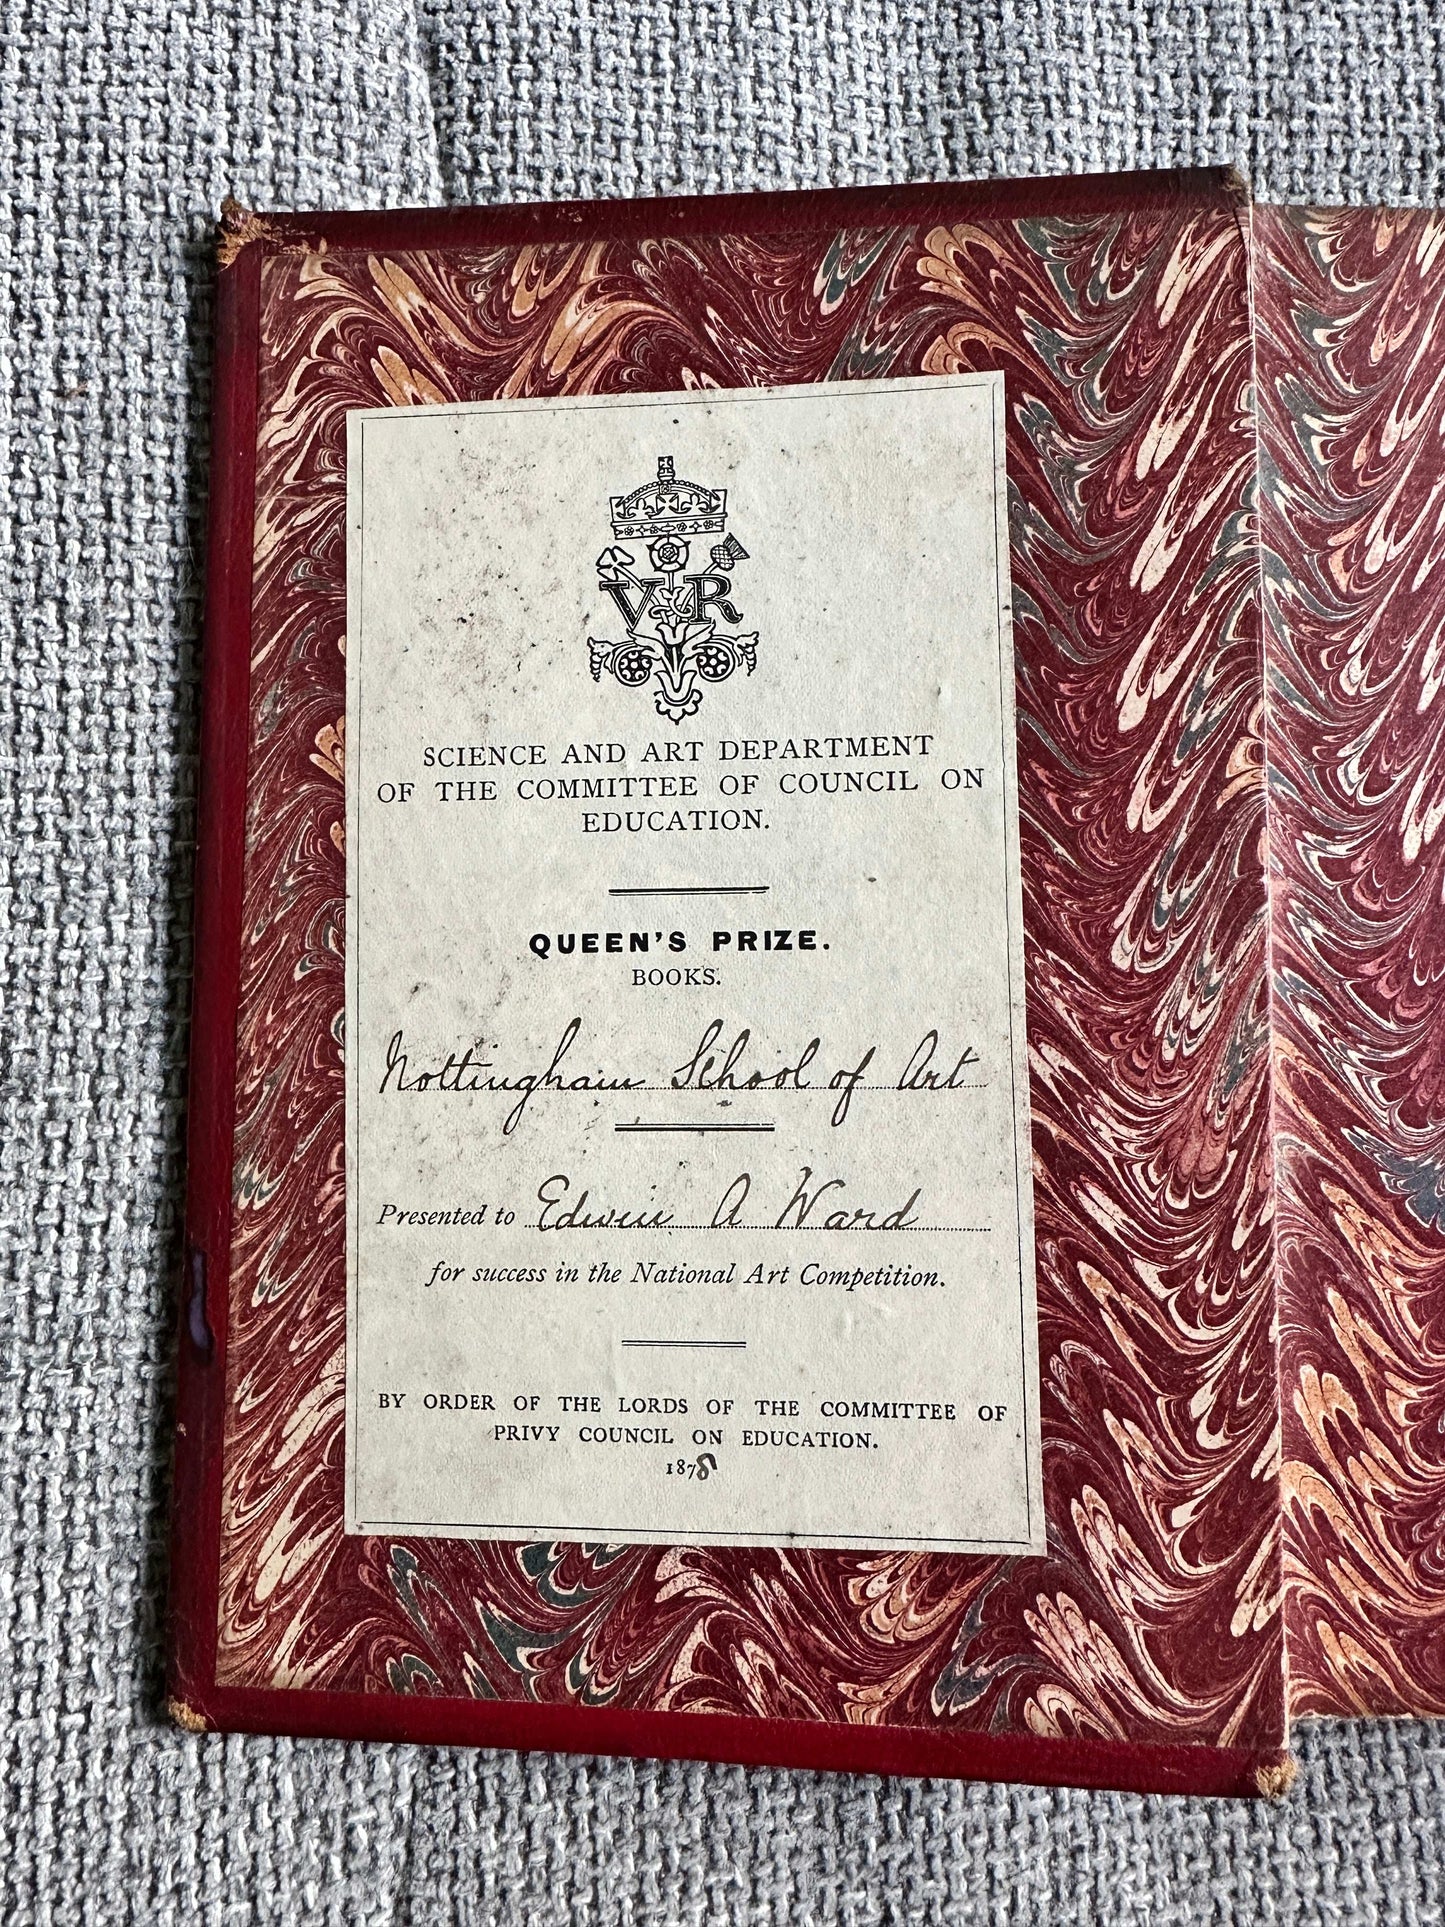 V R
SCIENCE AND ART DEPARTMENT
OF THE COMMITTEE OF COUNCIL ON
EDUCATION.
QUEEN'S PRIZE.
BOOKS.
Nottingham School of Art
Presented to Edwin A Ward
for success in the National Art Competition.
BY ORDER OF THE LORDS OF THE COMMITTEE OF
PRIVY COUNCIL ON EDUCATION.
1878